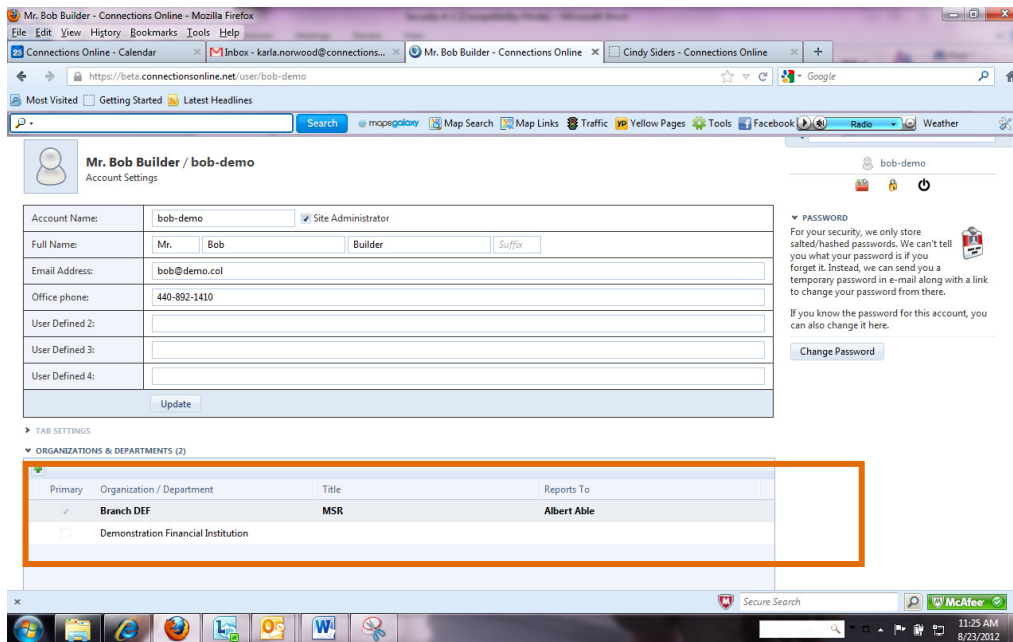 Mr. Bob Builder - Connections Online - Mozilla Firefox
File Edit View History Bookmarks Tools Help
23 Connections Online - Calendar × Inbox - karla.norwood@connections... × Mr. Bob Builder - Connections Online × Cindy Siders - Connections Online × +
https://beta.connectionsonline.net/user/bob-demo Google
Most Visited Getting Started Latest Headlines
Search mapsgalaxy Map Search Map Links Traffic YP Yellow Pages Tools Facebook Radio Weather
Mr. Bob Builder / bob-demo
Account Settings
bob-demo
Account Name: bob-demo Site Administrator
Full Name: Mr. Bob Builder Suffix
Email Address: bob@demo.col
Office phone: 440-892-1410
User Defined 2:
User Defined 3:
User Defined 4:
Update
PASSWORD
For your security, we only store
salted/hashed passwords. We can't tell
you what your password is if you
forget it. Instead, we can send you a
temporary password in e-mail along with a link
to change your password from there.
If you know the password for this account, you
can also change it here.
Change Password
TAB SETTINGS
ORGANIZATIONS & DEPARTMENTS (2)
Primary Organization / Department Title Reports To
Branch DEF MSR Albert Able
Demonstration Financial Institution
× Secure Search McAfee
11:25 AM
8/23/2012